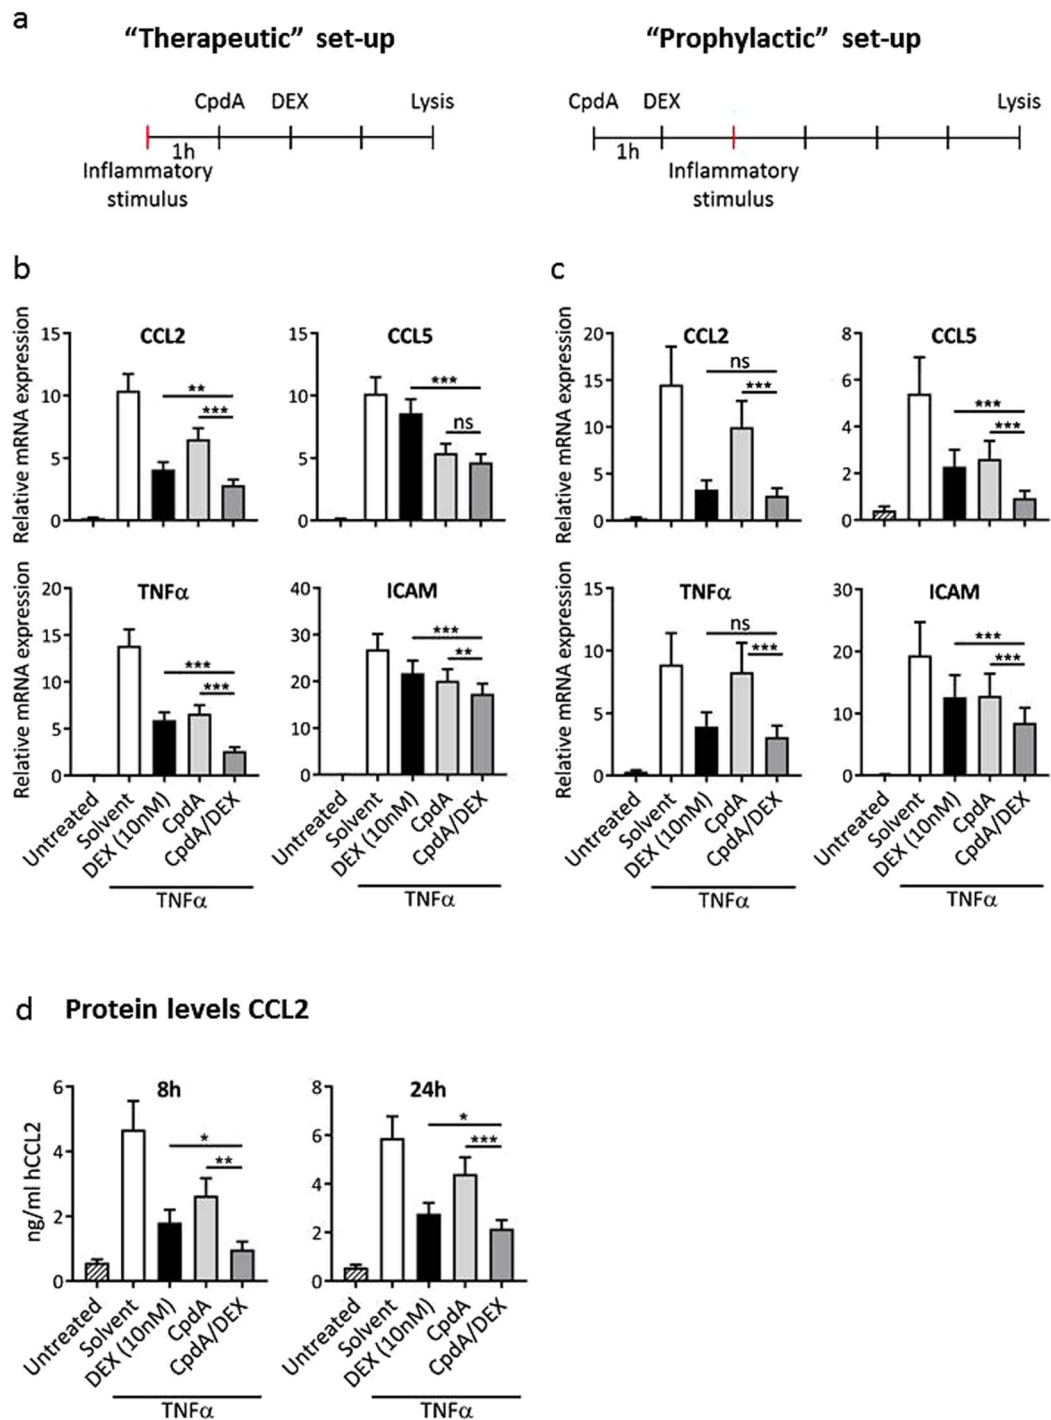 a
“Therapeutic” set-up
“Prophylactic” set-up
CpdA DEX Lysis
1h
Inflammatory
stimulus
CpdA DEX Lysis
1h
Inflammatory
stimulus
b
Relative mRNA expression
CCL2
15
10
5
0
**
***
CCL5
15
10
5
0
***
ns
Relative mRNA expression
TNFα
20
15
10
5
0
***
***
ICAM
40
30
20
10
0
***
**
Untreated
Solvent
DEX (10nM)
CpdA
CpdA/DEX
TNFα
Untreated
Solvent
DEX (10nM)
CpdA
CpdA/DEX
TNFα
c
Relative mRNA expression
CCL2
20
15
10
5
0
ns
***
CCL5
8
6
4
2
0
***
***
Relative mRNA expression
TNFα
15
10
5
0
ns
***
ICAM
30
20
10
0
***
***
Untreated
Solvent
DEX (10nM)
CpdA
CpdA/DEX
TNFα
Untreated
Solvent
DEX (10nM)
CpdA
CpdA/DEX
TNFα
d Protein levels CCL2
ng/ml hCCL2
8h
6
4
2
0
*
**
Untreated
Solvent
DEX (10nM)
CpdA
CpdA/DEX
TNFα
24h
8
6
4
2
0
*
***
Untreated
Solvent
DEX (10nM)
CpdA
CpdA/DEX
TNFα